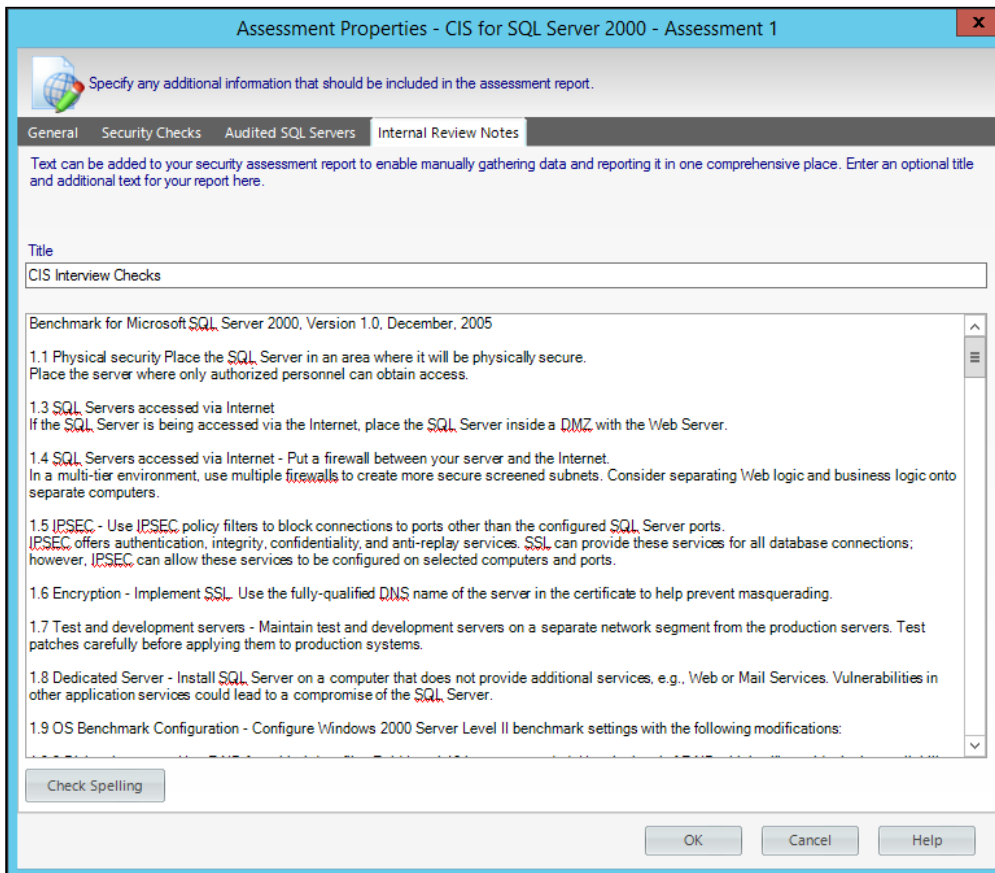 Assessment Properties - CIS for SQL Server 2000 - Assessment 1
x
Specify any additional information that should be included in the assessment report.
General Security Checks Audited SQL Servers Internal Review Notes
Text can be added to your security assessment report to enable manually gathering data and reporting it in one comprehensive place. Enter an optional title
and additional text for your report here.
Title
CIS Interview Checks
Benchmark for Microsoft SQL Server 2000, Version 1.0, December, 2005
1.1 Physical security Place the SQL Server in an area where it will be physically secure.
Place the server where only authorized personnel can obtain access.
1.3 SQL Servers accessed via Internet
If the SQL Server is being accessed via the Internet, place the SQL Server inside a DMZ with the Web Server.
1.4 SQL Servers accessed via Internet - Put a firewall between your server and the Internet.
In a multi-tier environment, use multiple firewalls to create more secure screened subnets. Consider separating Web logic and business logic onto
separate computers.
1.5 IPSEC - Use IPSEC policy filters to block connections to ports other than the configured SQL Server ports.
IPSEC offers authentication, integrity, confidentiality, and anti-replay services. SSL can provide these services for all database connections;
however, IPSEC can allow these services to be configured on selected computers and ports.
1.6 Encryption - Implement SSL. Use the fully-qualified DNS name of the server in the certificate to help prevent masquerading.
1.7 Test and development servers - Maintain test and development servers on a separate network segment from the production servers. Test
patches carefully before applying them to production systems.
1.8 Dedicated Server - Install SQL Server on a computer that does not provide additional services, e.g., Web or Mail Services. Vulnerabilities in
other application services could lead to a compromise of the SQL Server.
1.9 OS Benchmark Configuration - Configure Windows 2000 Server Level II benchmark settings with the following modifications:
Check Spelling
OK Cancel Help